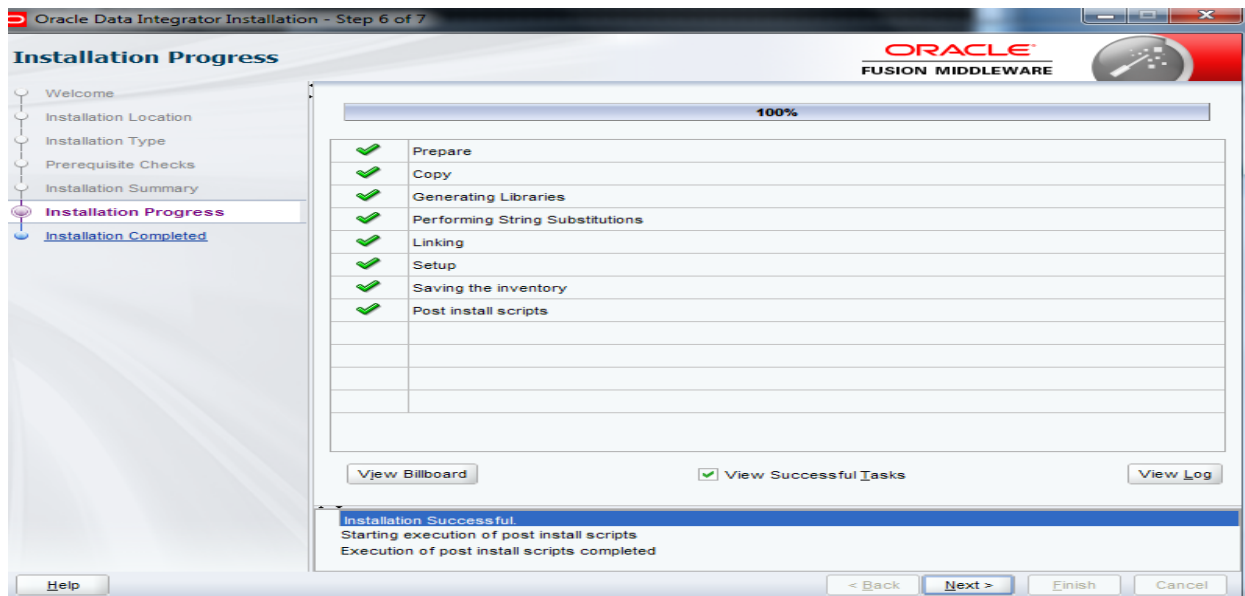 Oracle Data Integrator Installation - Step 6 of 7
Installation Progress
ORACLE
FUSION MIDDLEWARE
Welcome
Installation Location
Installation Type
Prerequisite Checks
Installation Summary
Installation Progress
Installation Completed
100%
Prepare
Copy
Generating Libraries
Performing String Substitutions
Linking
Setup
Saving the inventory
Post install scripts
View Billboard
View Successful Tasks
View Log
Installation Successful.
Starting execution of post install scripts
Execution of post install scripts completed
Help
< Back
Next >
Finish
Cancel